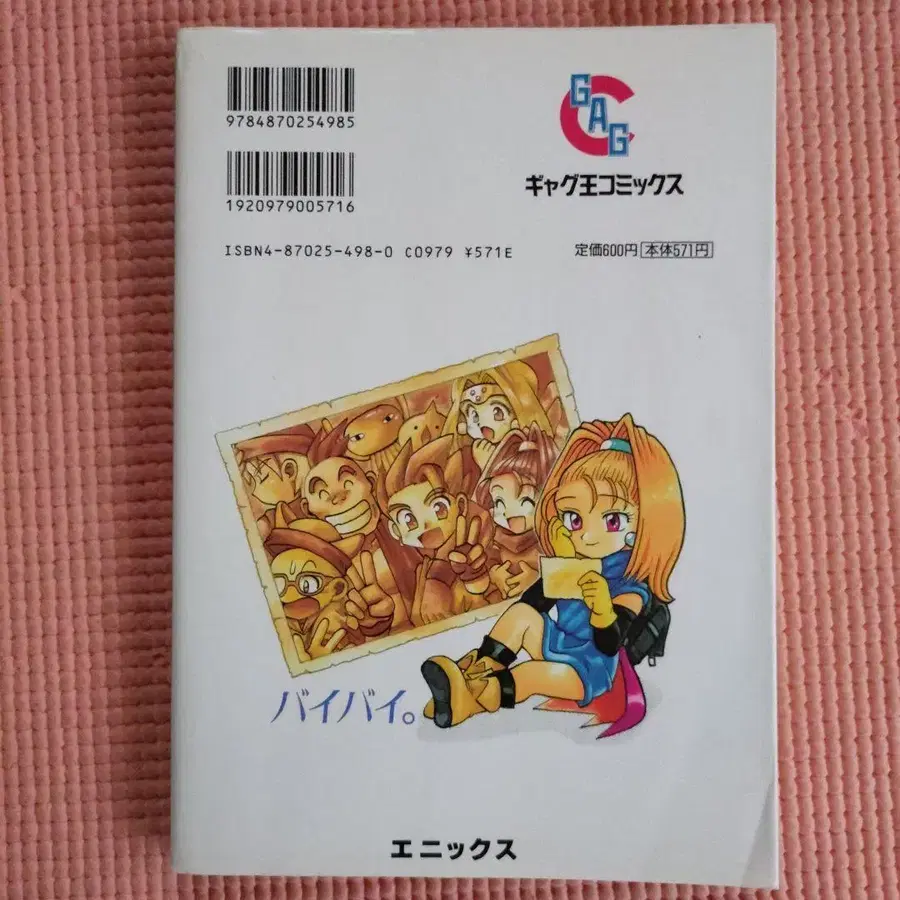 9784870254985
GAG
1920979005716
ギャグ王コミックス
ISBN4-87025-498-0 C0979 ¥571E
定価600円 本体571円
バイバイ。
エニックス